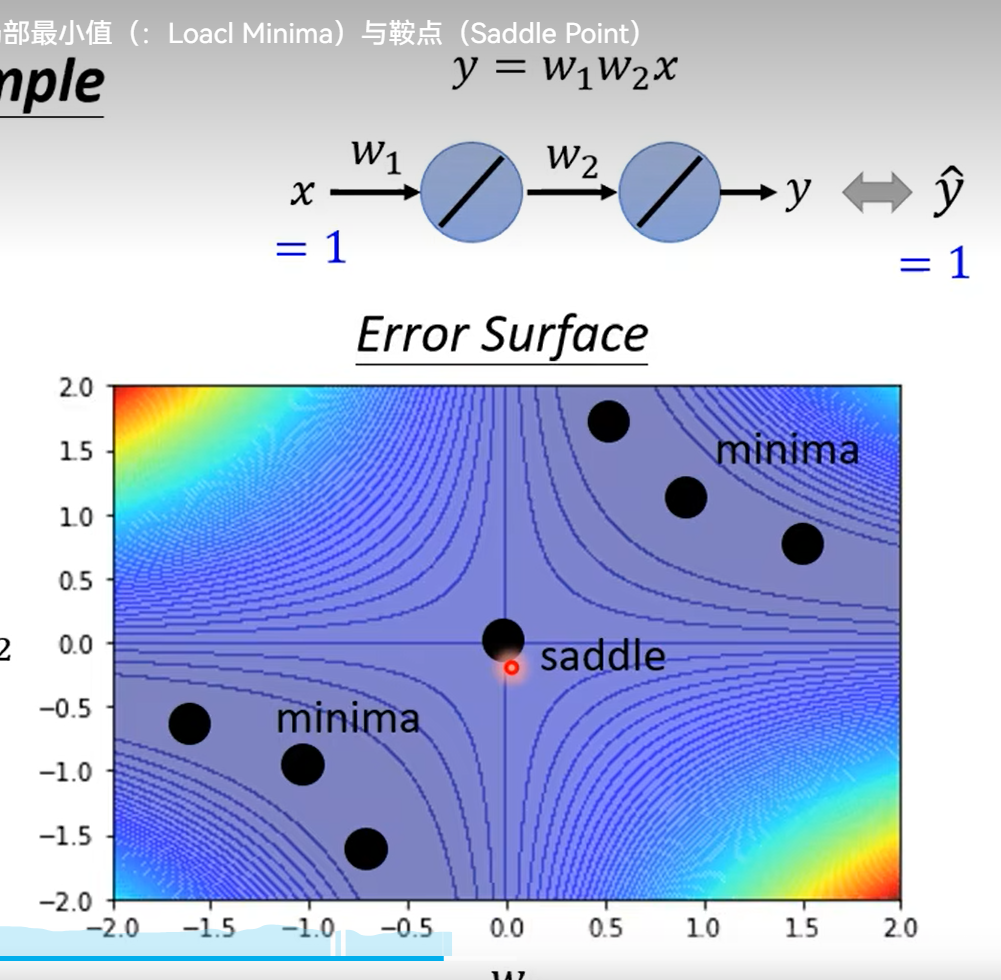 部最小值（：Loacl Minima）与鞍点（Saddle Point）
mple
y = w₁w₂x
w₁
w₂
x
y
ŷ
= 1
= 1
Error Surface
2.0
1.5
minima
1.0
0.5
2
0.0
saddle
−0.5
minima
−1.0
−1.5
−2.0
−2.0 −1.5 −1.0 −0.5 0.0 0.5 1.0 1.5 2.0